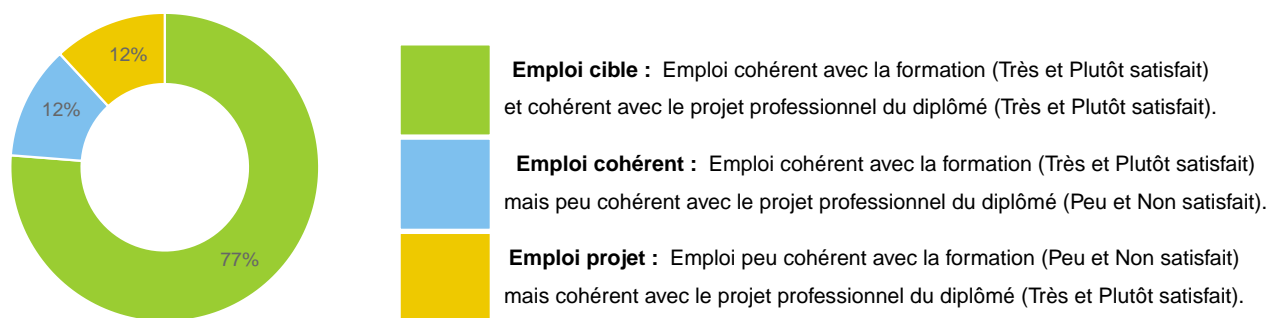 12%
12%
77%
Emploi cible : Emploi cohérent avec la formation (Très et Plutôt satisfait)
et cohérent avec le projet professionnel du diplômé (Très et Plutôt satisfait).
Emploi cohérent : Emploi cohérent avec la formation (Très et Plutôt satisfait)
mais peu cohérent avec le projet professionnel du diplômé (Peu et Non satisfait).
Emploi projet : Emploi peu cohérent avec la formation (Peu et Non satisfait)
mais cohérent avec le projet professionnel du diplômé (Très et Plutôt satisfait).